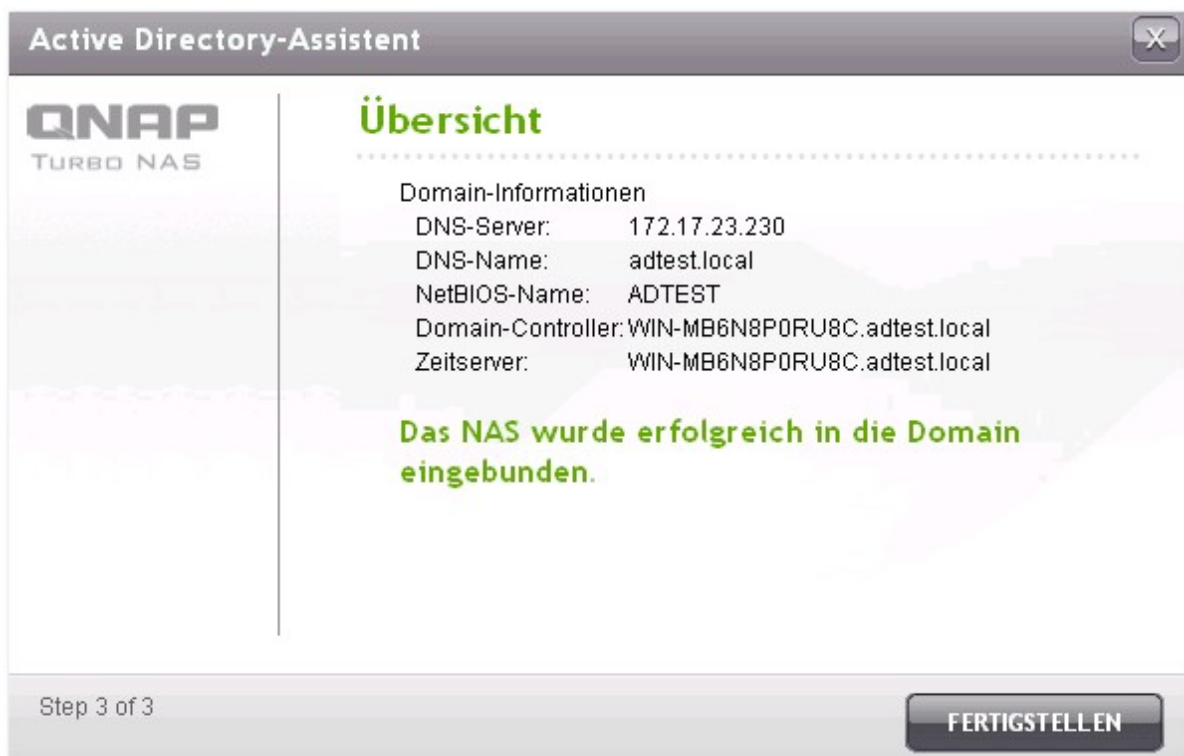 Active Directory-Assistent
X
QNAP
TURBO NAS
Übersicht
Domain-Informationen
DNS-Server: 172.17.23.230
DNS-Name: adtest.local
NetBIOS-Name: ADTEST
Domain-Controller: WIN-MB6N8P0RU8C.adtest.local
Zeitserver: WIN-MB6N8P0RU8C.adtest.local
Das NAS wurde erfolgreich in die Domain
eingebunden.
Step 3 of 3
FERTIGSTELLEN